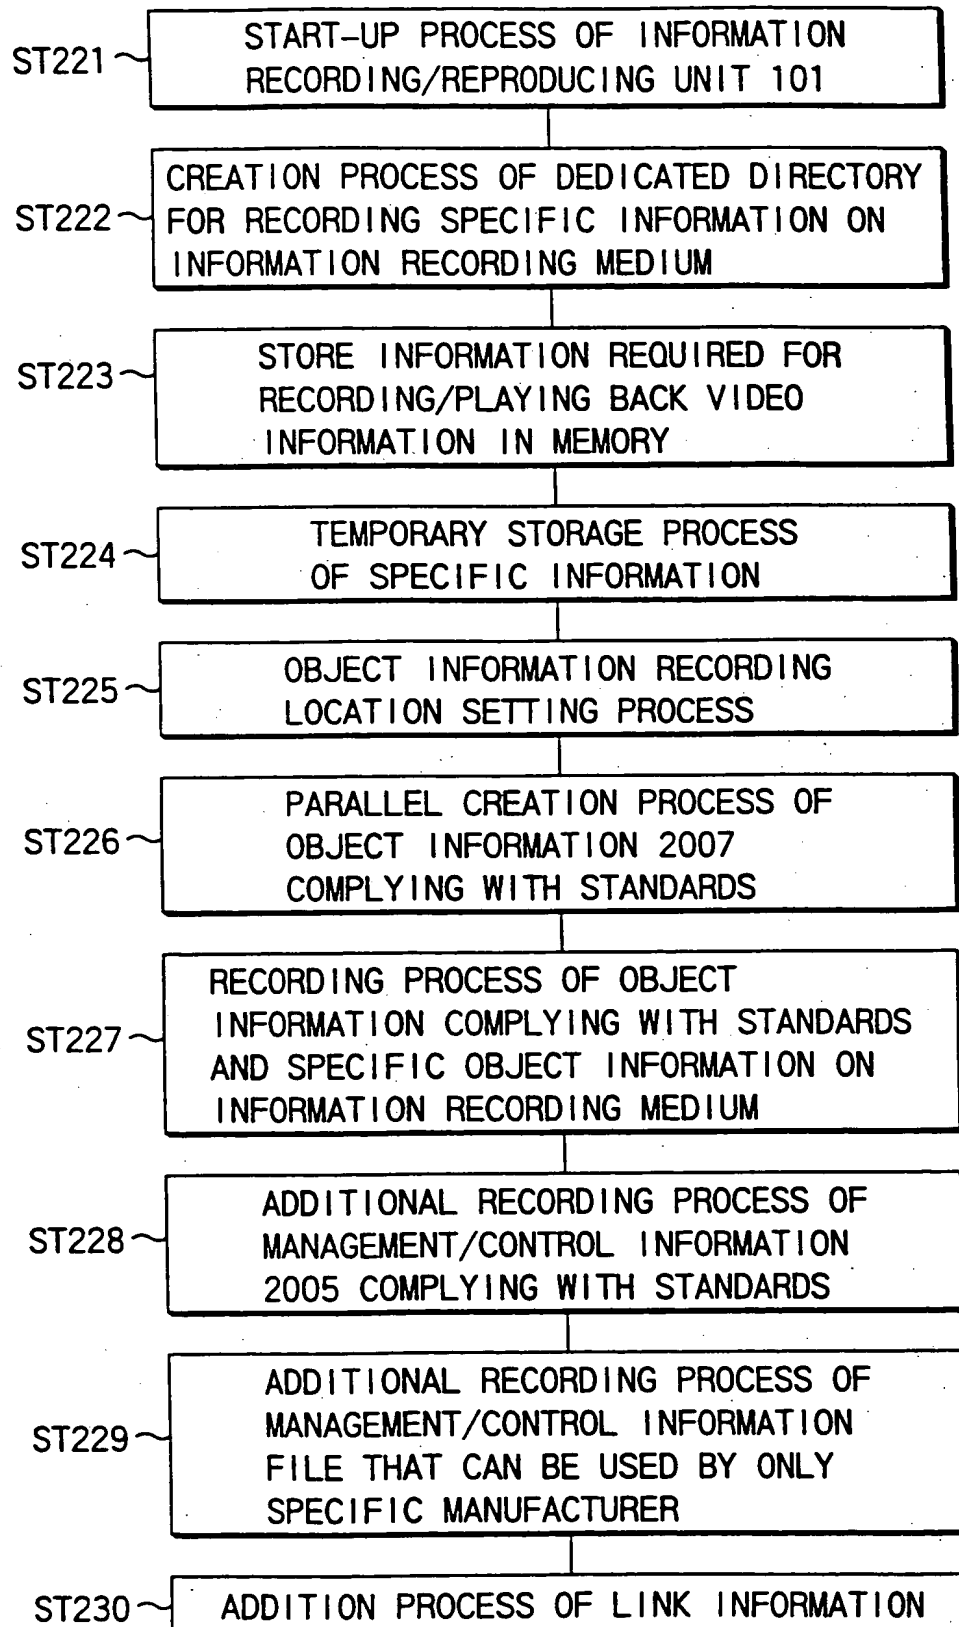 ST221
START-UP PROCESS OF INFORMATION
RECORDING/REPRODUCING UNIT 101
ST222
CREATION PROCESS OF DEDICATED DIRECTORY
FOR RECORDING SPECIFIC INFORMATION ON
INFORMATION RECORDING MEDIUM
ST223
STORE INFORMATION REQUIRED FOR
RECORDING/PLAYING BACK VIDEO
INFORMATION IN MEMORY
ST224
TEMPORARY STORAGE PROCESS
OF SPECIFIC INFORMATION
ST225
OBJECT INFORMATION RECORDING
LOCATION SETTING PROCESS
ST226
PARALLEL CREATION PROCESS OF
OBJECT INFORMATION 2007
COMPLYING WITH STANDARDS
ST227
RECORDING PROCESS OF OBJECT
INFORMATION COMPLYING WITH STANDARDS
AND SPECIFIC OBJECT INFORMATION ON
INFORMATION RECORDING MEDIUM
ST228
ADDITIONAL RECORDING PROCESS OF
MANAGEMENT/CONTROL INFORMATION
2005 COMPLYING WITH STANDARDS
ST229
ADDITIONAL RECORDING PROCESS OF
MANAGEMENT/CONTROL INFORMATION
FILE THAT CAN BE USED BY ONLY
SPECIFIC MANUFACTURER
ST230
ADDITION PROCESS OF LINK INFORMATION